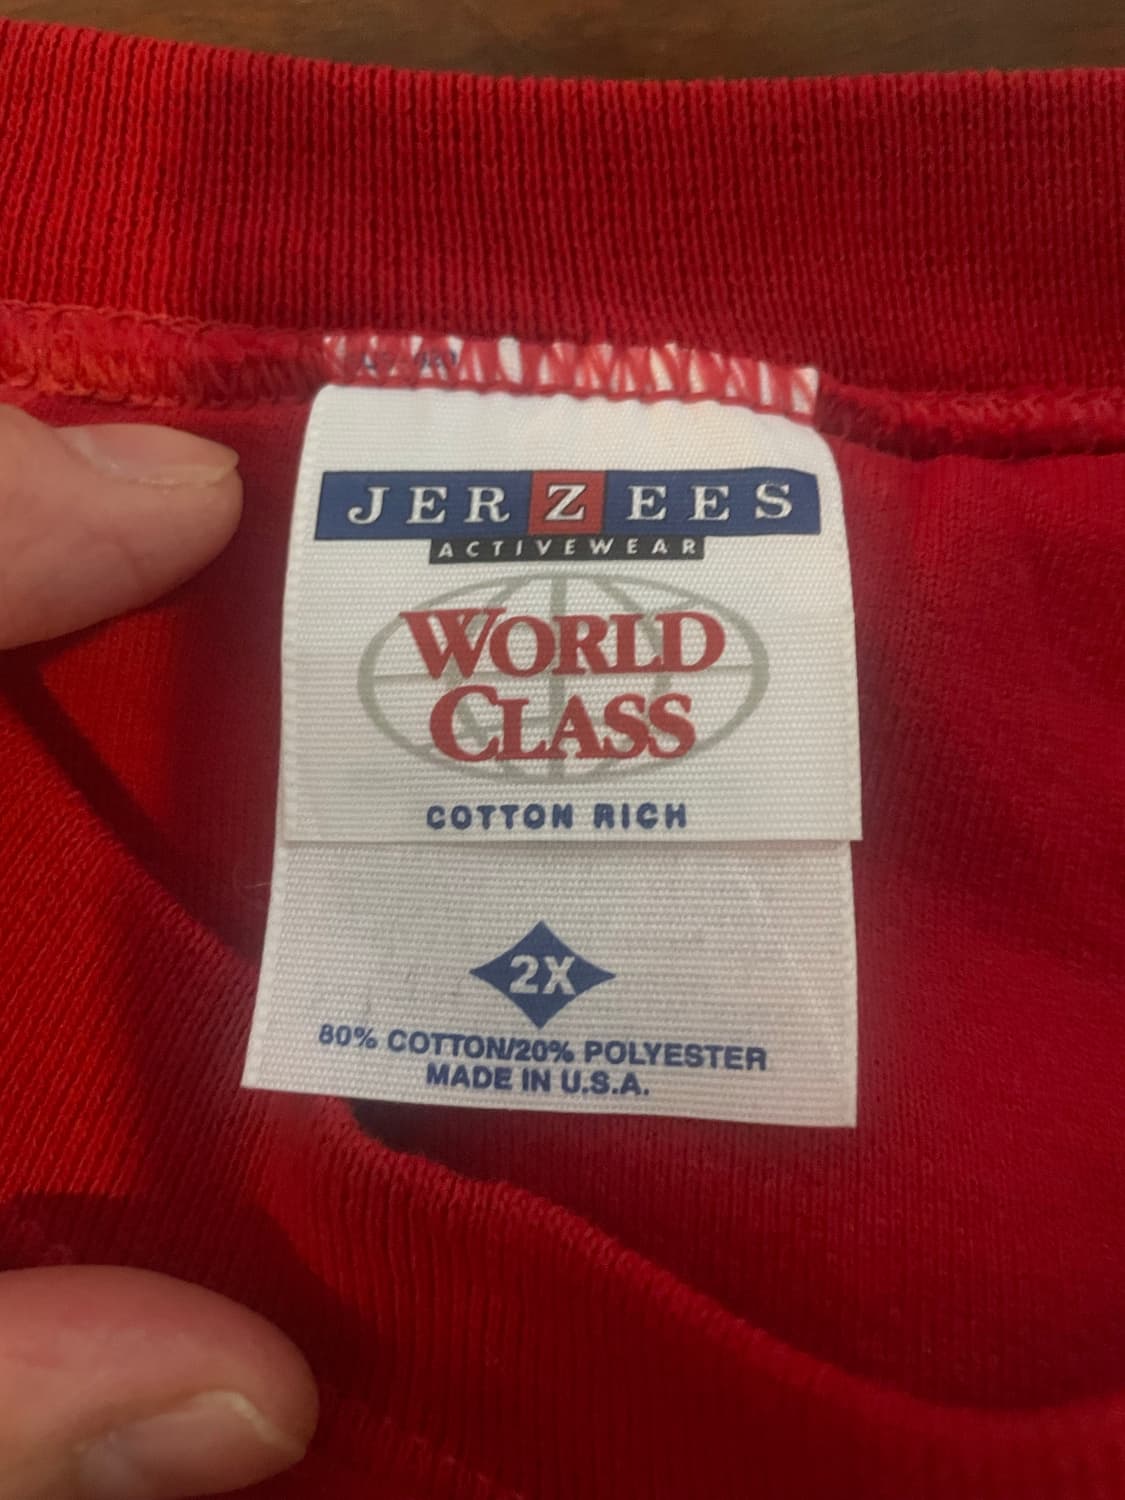 JERZEES
ACTIVEWEAR
WORLD
CLASS
COTTON RICH
2X
80% COTTON/20% POLYESTER
MADE IN U.S.A.